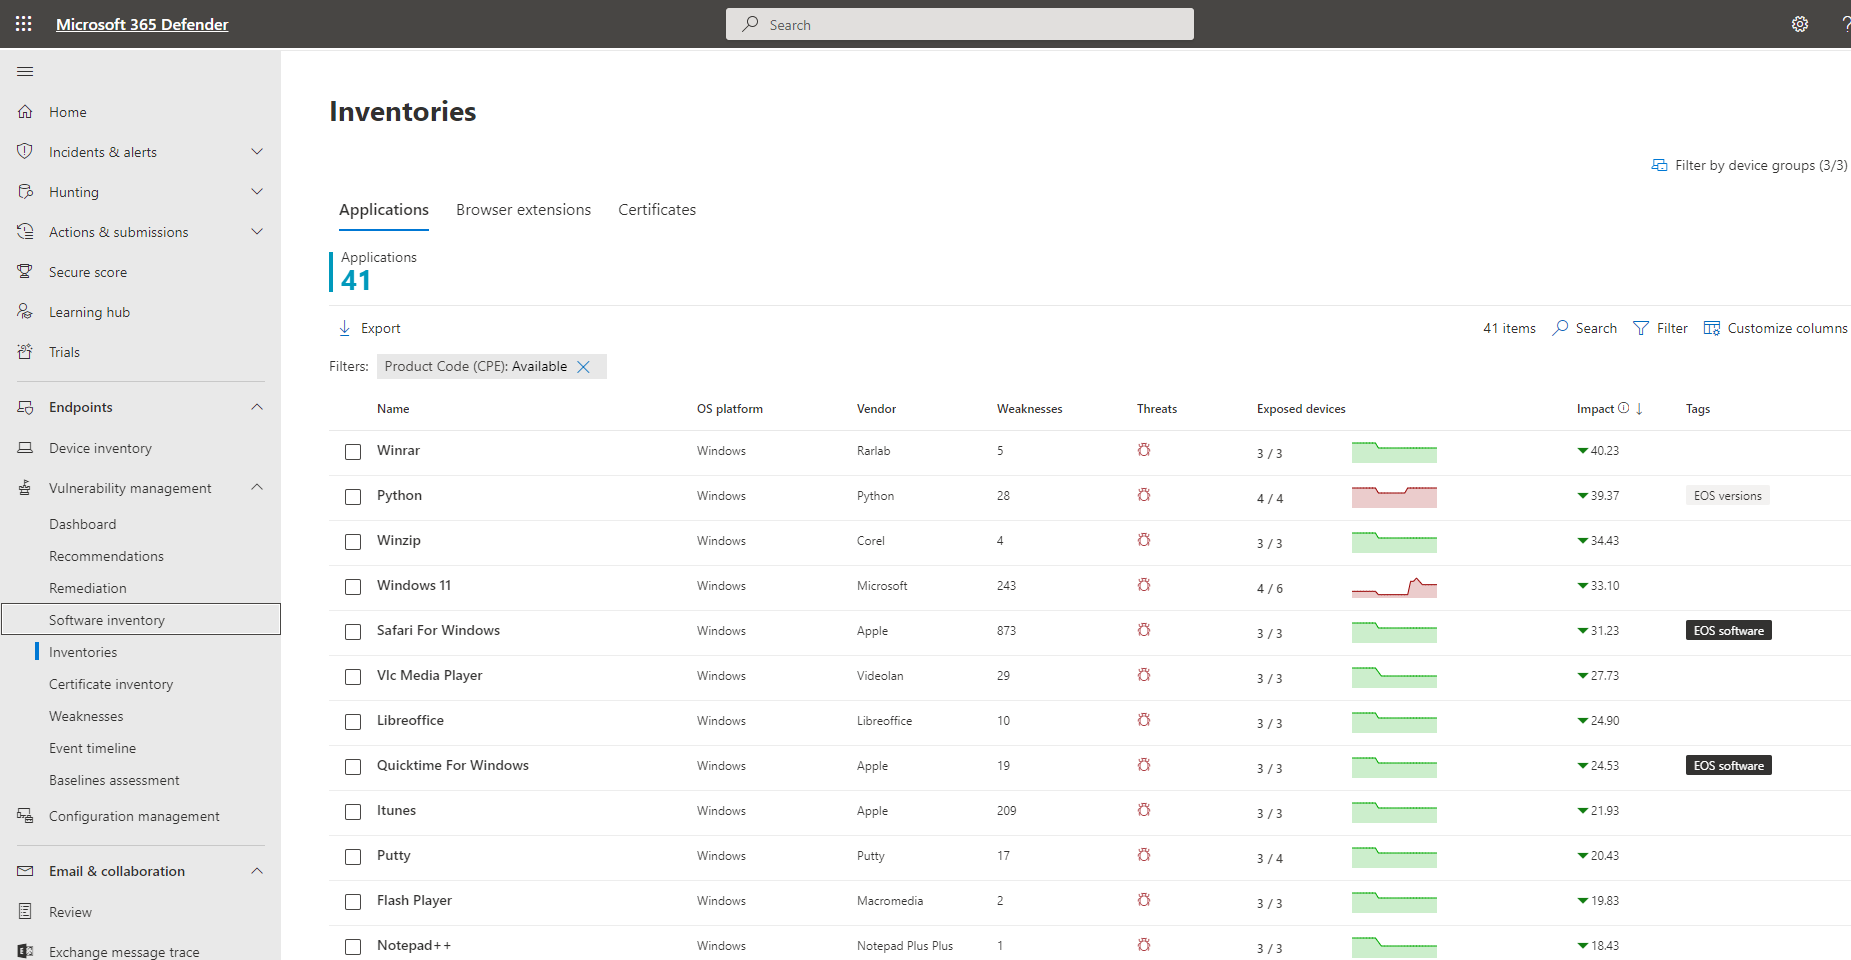 Microsoft 365 Defender
Search
Home
Incidents & alerts
Hunting
Actions & submissions
Secure score
Learning hub
Trials
Endpoints
Device inventory
Vulnerability management
Dashboard
Recommendations
Remediation
Software inventory
Inventories
Certificate inventory
Weaknesses
Event timeline
Baselines assessment
Configuration management
Email & collaboration
Review
Exchange message trace
Inventories
Filter by device groups (3/3)
Applications Browser extensions Certificates
Applications
41
Export 41 items Search Filter Customize columns
Filters: Product Code (CPE): Available
Name OS platform Vendor Weaknesses Threats Exposed devices Impact Tags
Winrar Windows Rarlab 5 3 / 3 40.23
Python Windows Python 28 4 / 4 39.37 EOS versions
Winzip Windows Corel 4 3 / 3 34.43
Windows 11 Windows Microsoft 243 4 / 6 33.10
Safari For Windows Windows Apple 873 3 / 3 31.23 EOS software
Vlc Media Player Windows Videolan 29 3 / 3 27.73
Libreoffice Windows Libreoffice 10 3 / 3 24.90
Quicktime For Windows Windows Apple 19 3 / 3 24.53 EOS software
Itunes Windows Apple 209 3 / 3 21.93
Putty Windows Putty 17 3 / 4 20.43
Flash Player Windows Macromedia 2 3 / 3 19.83
Notepad++ Windows Notepad Plus Plus 1 3 / 3 18.43